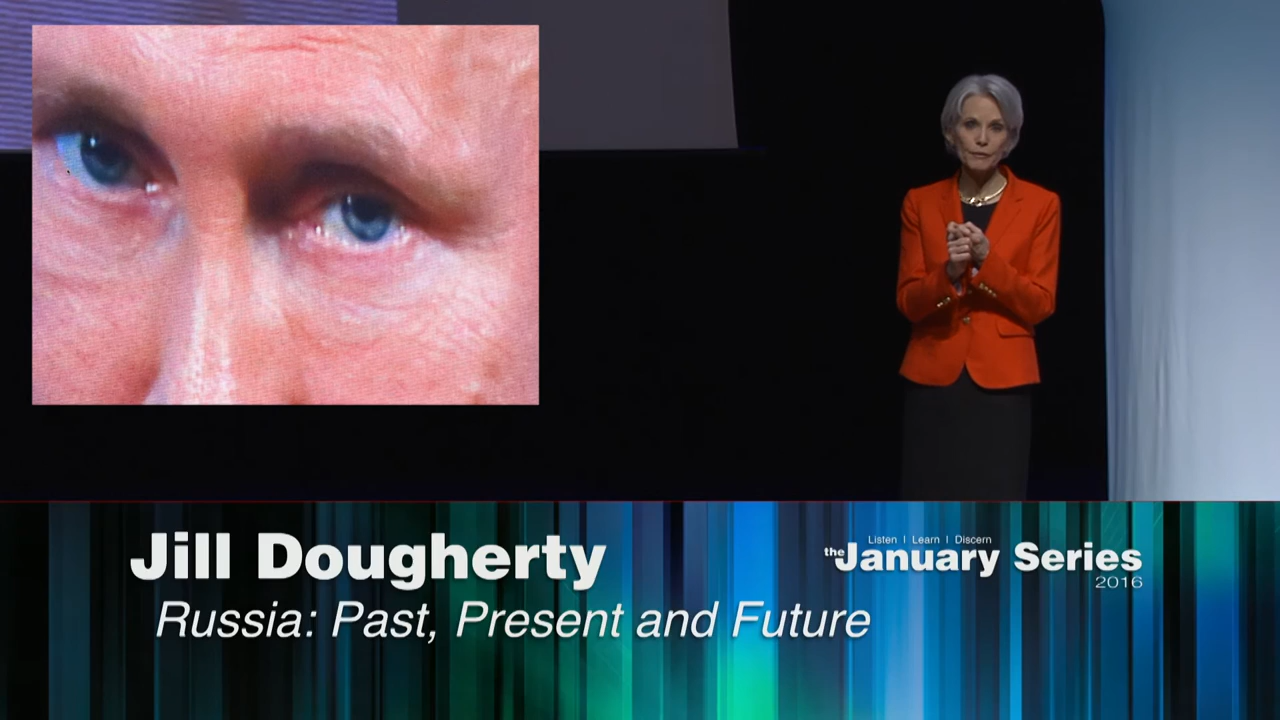 Jill Dougherty
Russia: Past, Present and Future
Listen | Learn | Discern
the January Series
2016